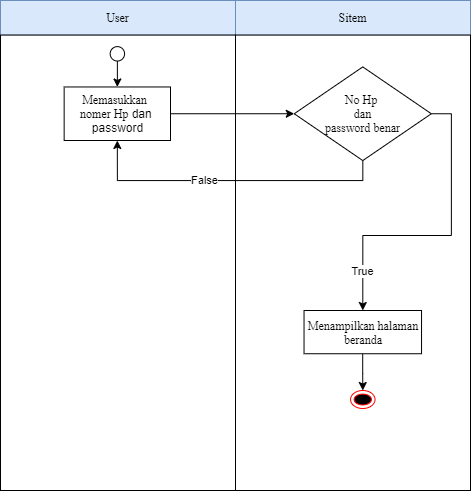 User
Sitem
Memasukkan
nomer Hp dan
password
No Hp
dan
password benar
False
True
Menampilkan halaman
beranda